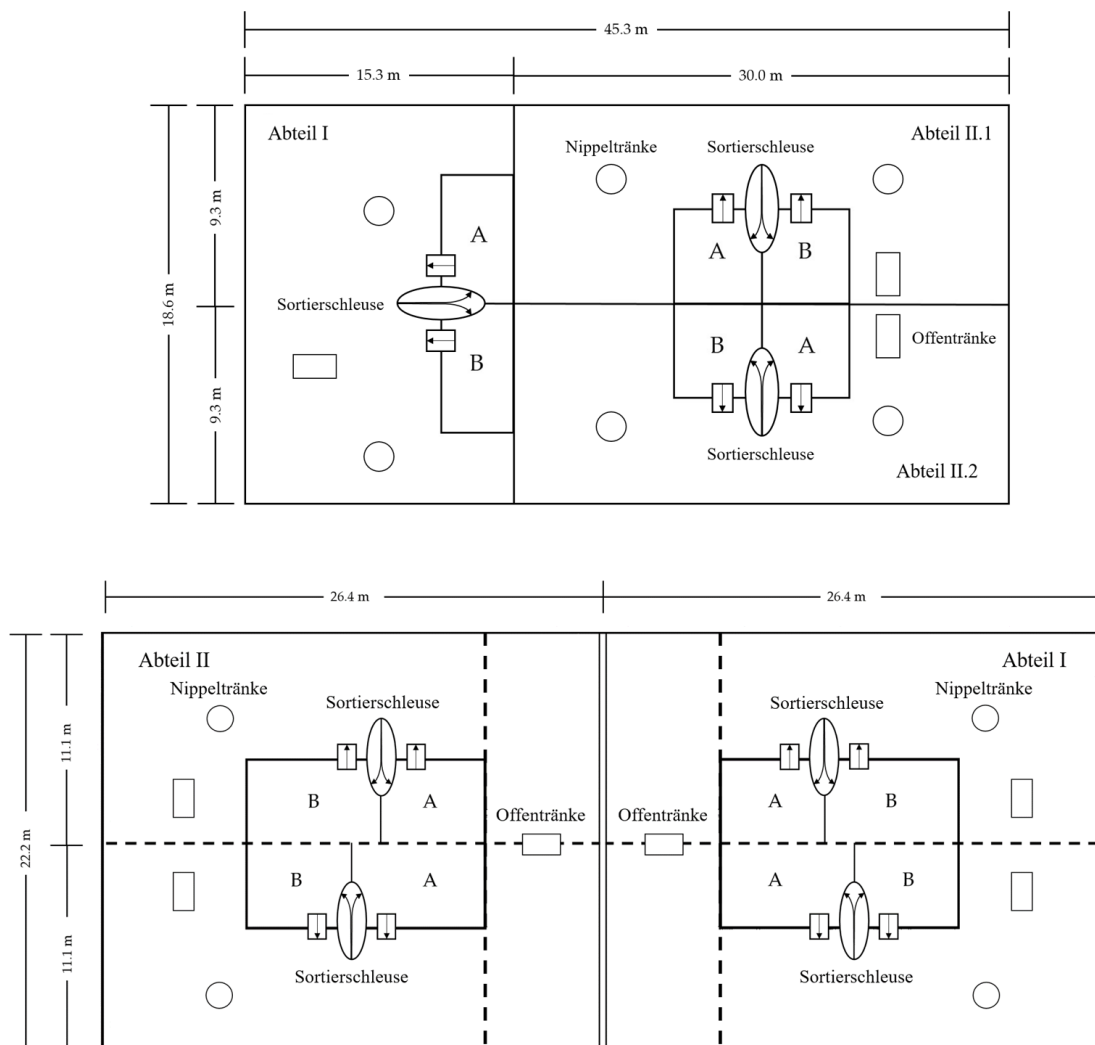 45.3 m
15.3 m
30.0 m
Abteil I
Abteil II.1
Nippeltränke
Sortierschleuse
9.3 m
18.6 m
A
A
B
Sortierschleuse
B
B
A
Offentränke
9.3 m
Sortierschleuse
Abteil II.2
26.4 m
26.4 m
Abteil II
Abteil I
Nippeltränke
Nippeltränke
Sortierschleuse
Sortierschleuse
11.1 m
B
A
A
B
Offentränke
Offentränke
22.2 m
B
A
A
B
11.1 m
Sortierschleuse
Sortierschleuse